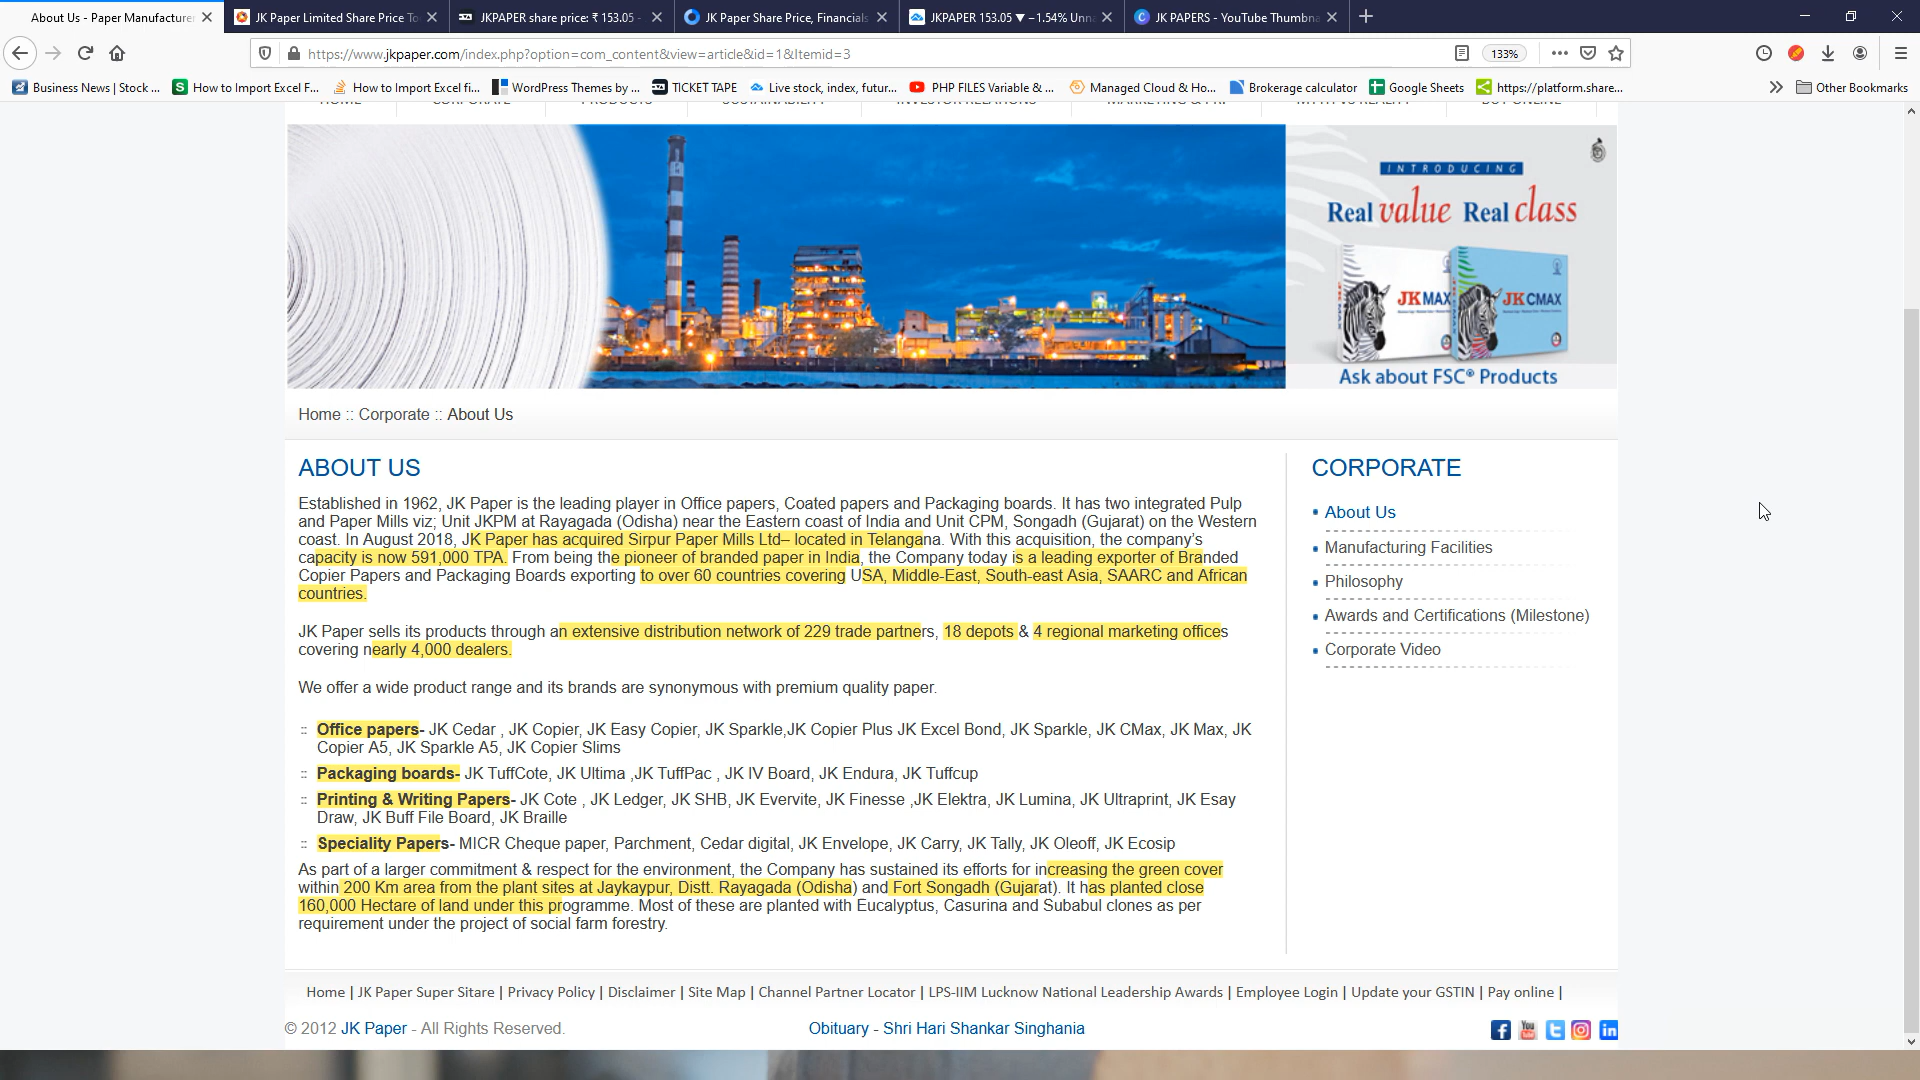 About Us - Paper Manufacturer
JK Paper Limited Share Price To
JKPAPER share price: ₹ 153.05 -
JK Paper Share Price, Financials
JKPAPER 153.05 ▼ −1.54% Unna
JK PAPERS - YouTube Thumbna
https://www.jkpaper.com/index.php?option=com_content&view=article&id=1&Itemid=3
133%
Business News | Stock ...
How to Import Excel F...
How to Import Excel fi...
WordPress Themes by ...
TICKET TAPE
Live stock, index, futur...
PHP FILES Variable & ...
Managed Cloud & Ho...
Brokerage calculator
Google Sheets
https://platform.share...
Other Bookmarks
HOME CORPORATE PRODUCTS SUSTAINABILITY INVESTOR RELATIONS MARKETING & PR MYTH VS REALITY BUY ONLINE
INTRODUCING
Real value Real class
JK MAX
JK CMAX
Ask about FSC® Products
Home :: Corporate :: About Us
ABOUT US
Established in 1962, JK Paper is the leading player in Office papers, Coated papers and Packaging boards. It has two integrated Pulp
and Paper Mills viz; Unit JKPM at Rayagada (Odisha) near the Eastern coast of India and Unit CPM, Songadh (Gujarat) on the Western
coast. In August 2018, JK Paper has acquired Sirpur Paper Mills Ltd– located in Telangana. With this acquisition, the company's
capacity is now 591,000 TPA. From being the pioneer of branded paper in India, the Company today is a leading exporter of Branded
Copier Papers and Packaging Boards exporting to over 60 countries covering USA, Middle-East, South-east Asia, SAARC and African
countries.
JK Paper sells its products through an extensive distribution network of 229 trade partners, 18 depots & 4 regional marketing offices
covering nearly 4,000 dealers.
We offer a wide product range and its brands are synonymous with premium quality paper.
:: Office papers- JK Cedar , JK Copier, JK Easy Copier, JK Sparkle,JK Copier Plus JK Excel Bond, JK Sparkle, JK CMax, JK Max, JK
Copier A5, JK Sparkle A5, JK Copier Slims
:: Packaging boards- JK TuffCote, JK Ultima ,JK TuffPac , JK IV Board, JK Endura, JK Tuffcup
:: Printing & Writing Papers- JK Cote , JK Ledger, JK SHB, JK Evervite, JK Finesse ,JK Elektra, JK Lumina, JK Ultraprint, JK Esay
Draw, JK Buff File Board, JK Braille
:: Speciality Papers- MICR Cheque paper, Parchment, Cedar digital, JK Envelope, JK Carry, JK Tally, JK Oleoff, JK Ecosip
As part of a larger commitment & respect for the environment, the Company has sustained its efforts for increasing the green cover
within 200 Km area from the plant sites at Jaykaypur, Distt. Rayagada (Odisha) and Fort Songadh (Gujarat). It has planted close
160,000 Hectare of land under this programme. Most of these are planted with Eucalyptus, Casurina and Subabul clones as per
requirement under the project of social farm forestry.
CORPORATE
About Us
Manufacturing Facilities
Philosophy
Awards and Certifications (Milestone)
Corporate Video
Home | JK Paper Super Sitare | Privacy Policy | Disclaimer | Site Map | Channel Partner Locator | LPS-IIM Lucknow National Leadership Awards | Employee Login | Update your GSTIN | Pay online |
© 2012 JK Paper - All Rights Reserved.
Obituary - Shri Hari Shankar Singhania